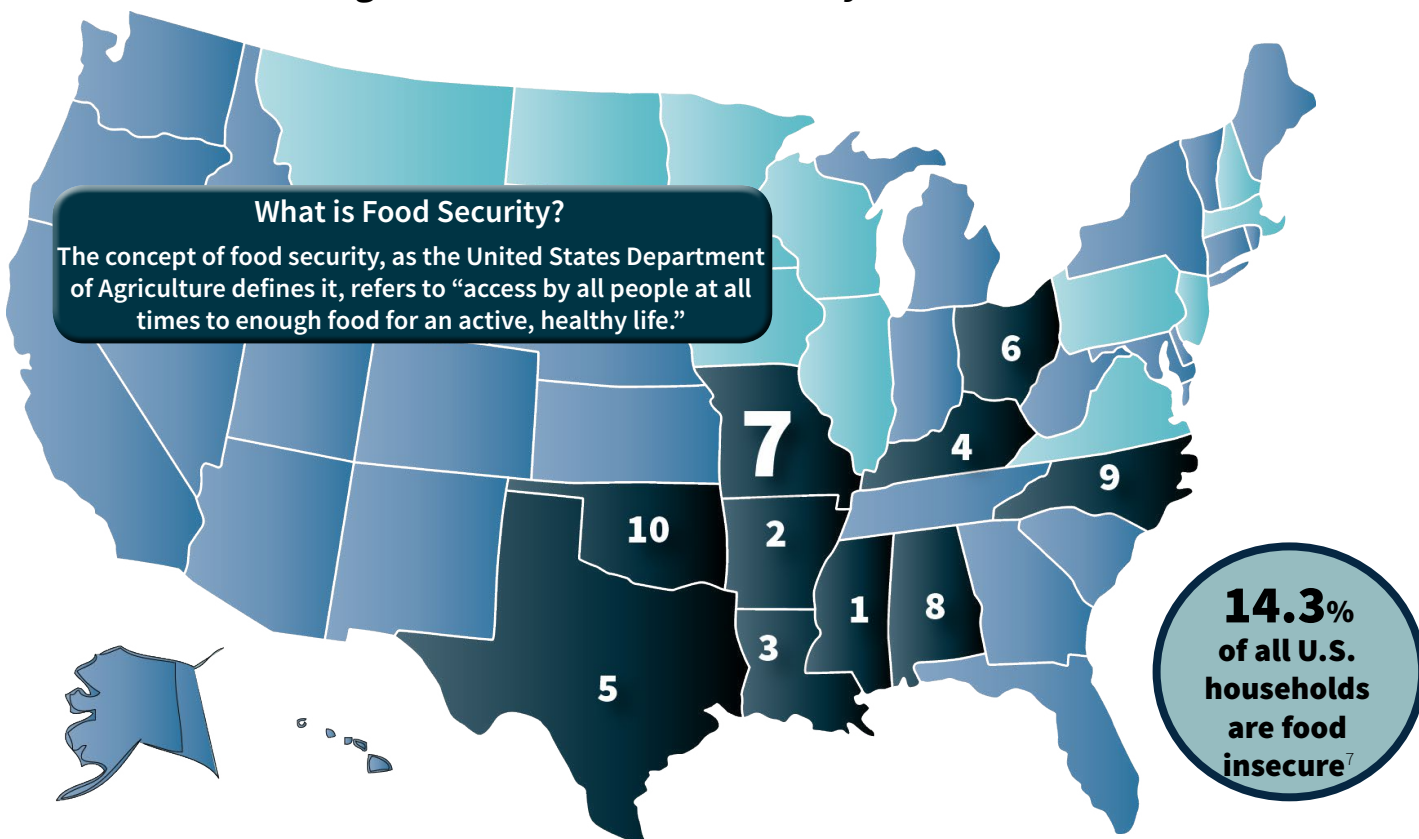 What is Food Security?
The concept of food security, as the United States Department
of Agriculture defines it, refers to “access by all people at all
times to enough food for an active, healthy life.”
6
7
4
9
10
2
1
8
3
5
14.3%
of all U.S.
households
are food
insecure7